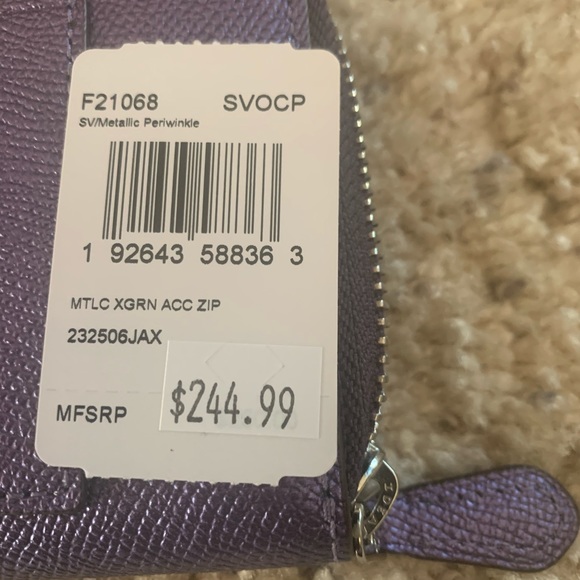 F21068 SVOCP
SV/Metallic Periwinkle
1 92643 58836 3
MTLC XGRN ACC ZIP
232506JAX
$244.99
MFSRP